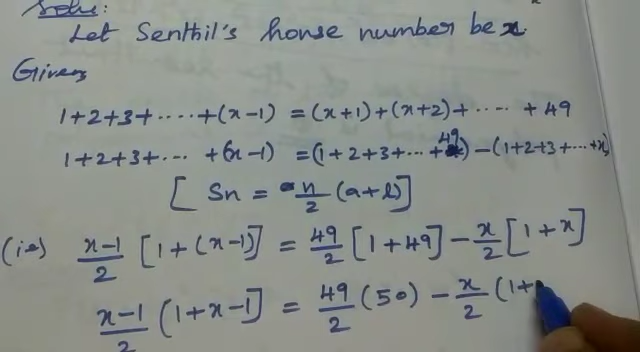 Soln:
Let Senthil's house number be x.
Given
1+2+3+.....+(x-1) = (x+1)+(x+2)+..... + 49
1+2+3+... +(x-1) = (1+2+3+...+49) - (1+2+3+...+x)
[ Sn = n/2 (a+l)]
(ie) x-1/2 [1+(x-1)] = 49/2 [1+49] - x/2 [1+x]
x-1/2 (1+x-1] = 49/2 (50) - x/2 (1+